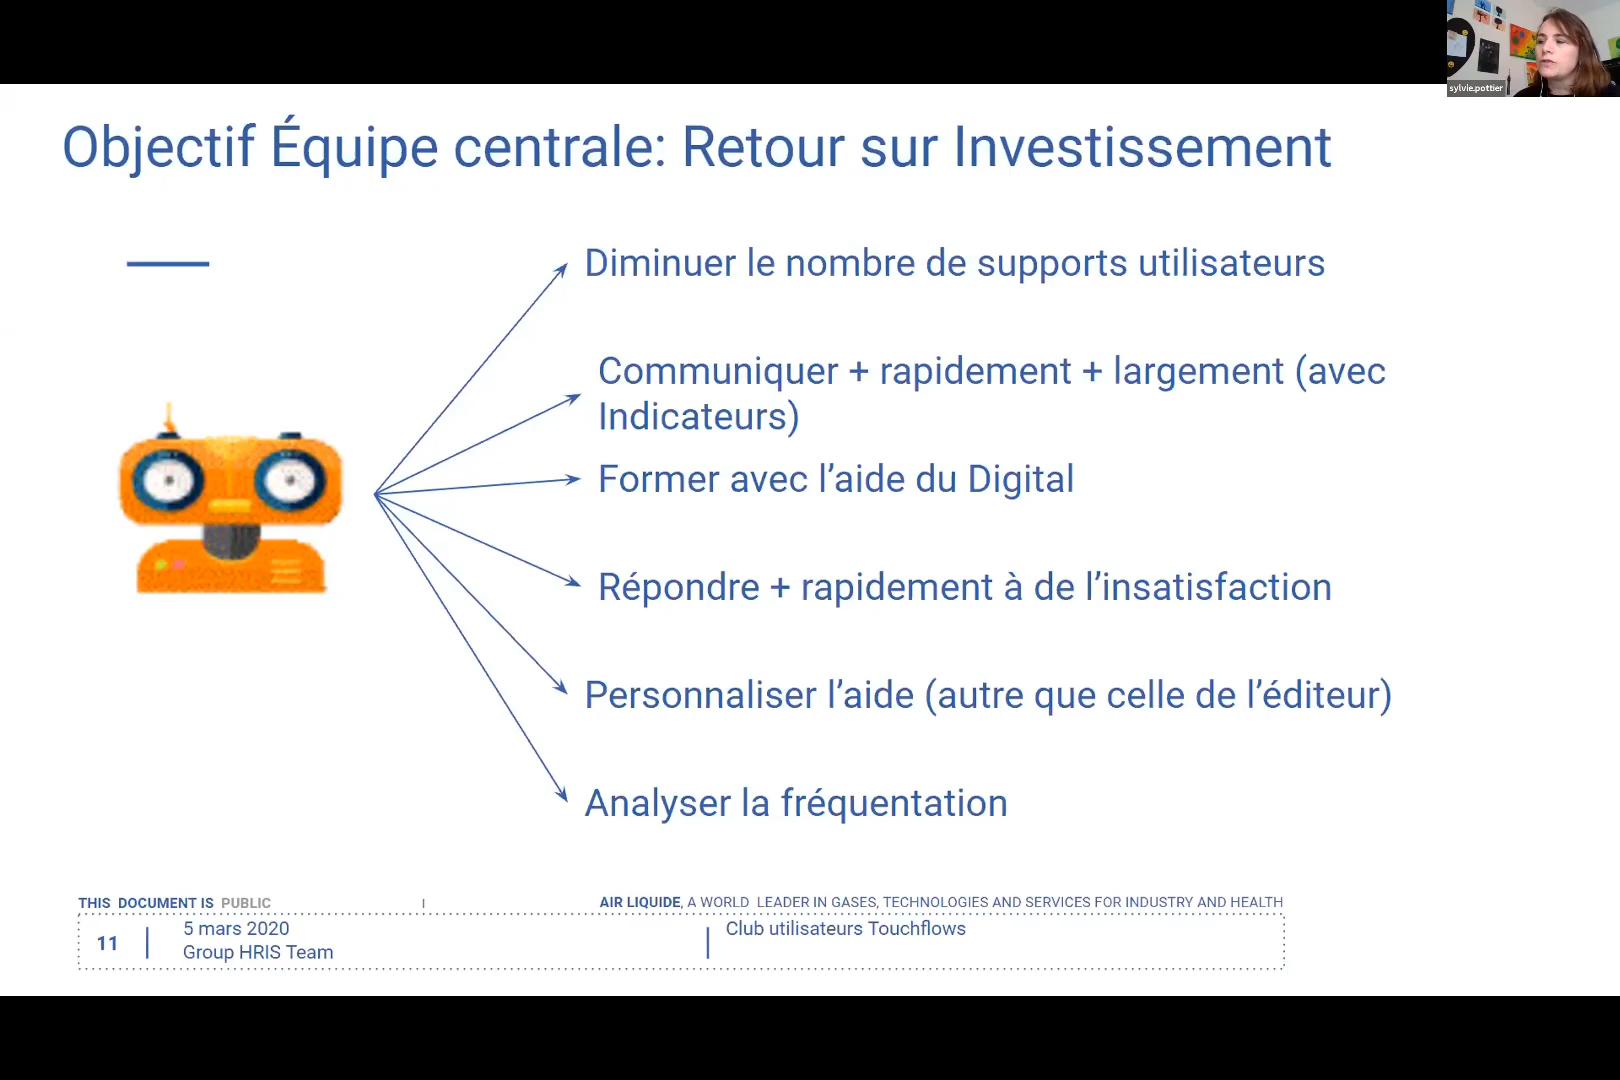 sylvie.pottier
Objectif Équipe centrale: Retour sur Investissement
Diminuer le nombre de supports utilisateurs
Communiquer + rapidement + largement (avec
Indicateurs)
Former avec l’aide du Digital
Répondre + rapidement à de l’insatisfaction
Personnaliser l’aide (autre que celle de l’éditeur)
Analyser la fréquentation
THIS DOCUMENT IS PUBLIC
AIR LIQUIDE, A WORLD LEADER IN GASES, TECHNOLOGIES AND SERVICES FOR INDUSTRY AND HEALTH
11
5 mars 2020
Group HRIS Team
Club utilisateurs Touchflows